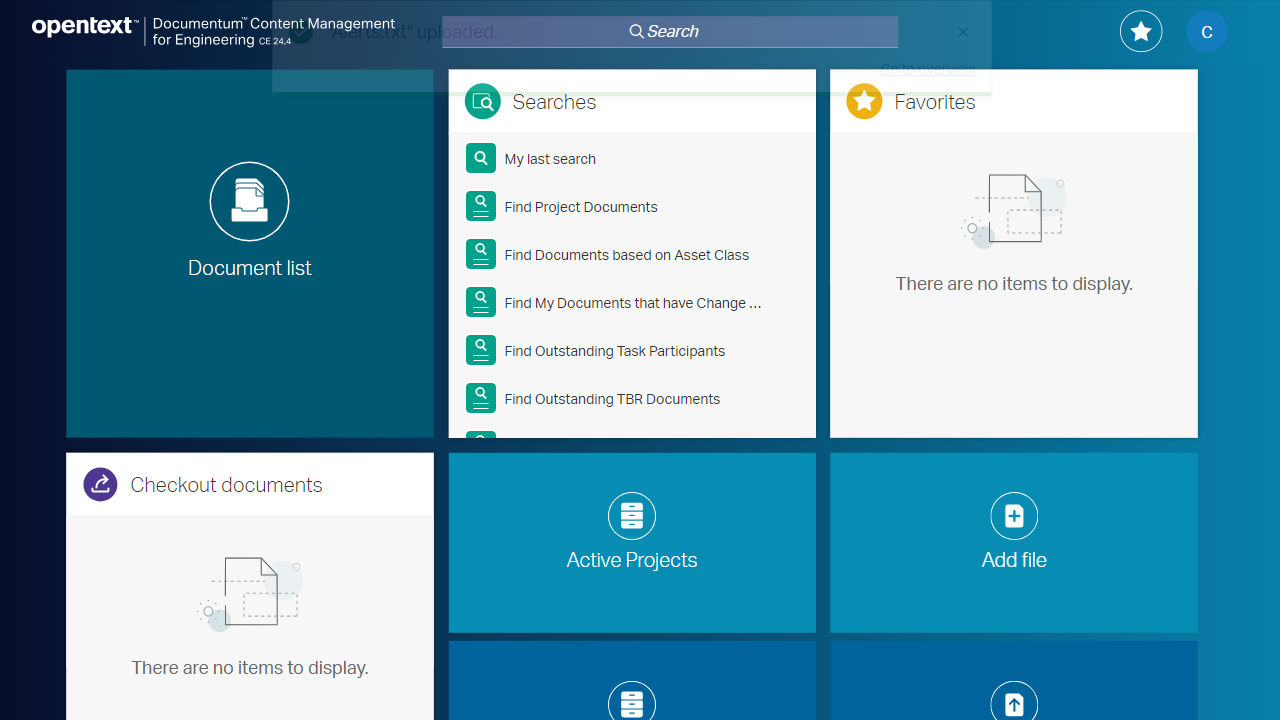 opentext™ Documentum™ Content Management
for Engineering CE 24.4
Alerts.txt" uploaded.
Search
Go to overview
C
Document list
Searches
My last search
Find Project Documents
Find Documents based on Asset Class
Find My Documents that have Change ...
Find Outstanding Task Participants
Find Outstanding TBR Documents
Favorites
There are no items to display.
Checkout documents
There are no items to display.
Active Projects
Add file